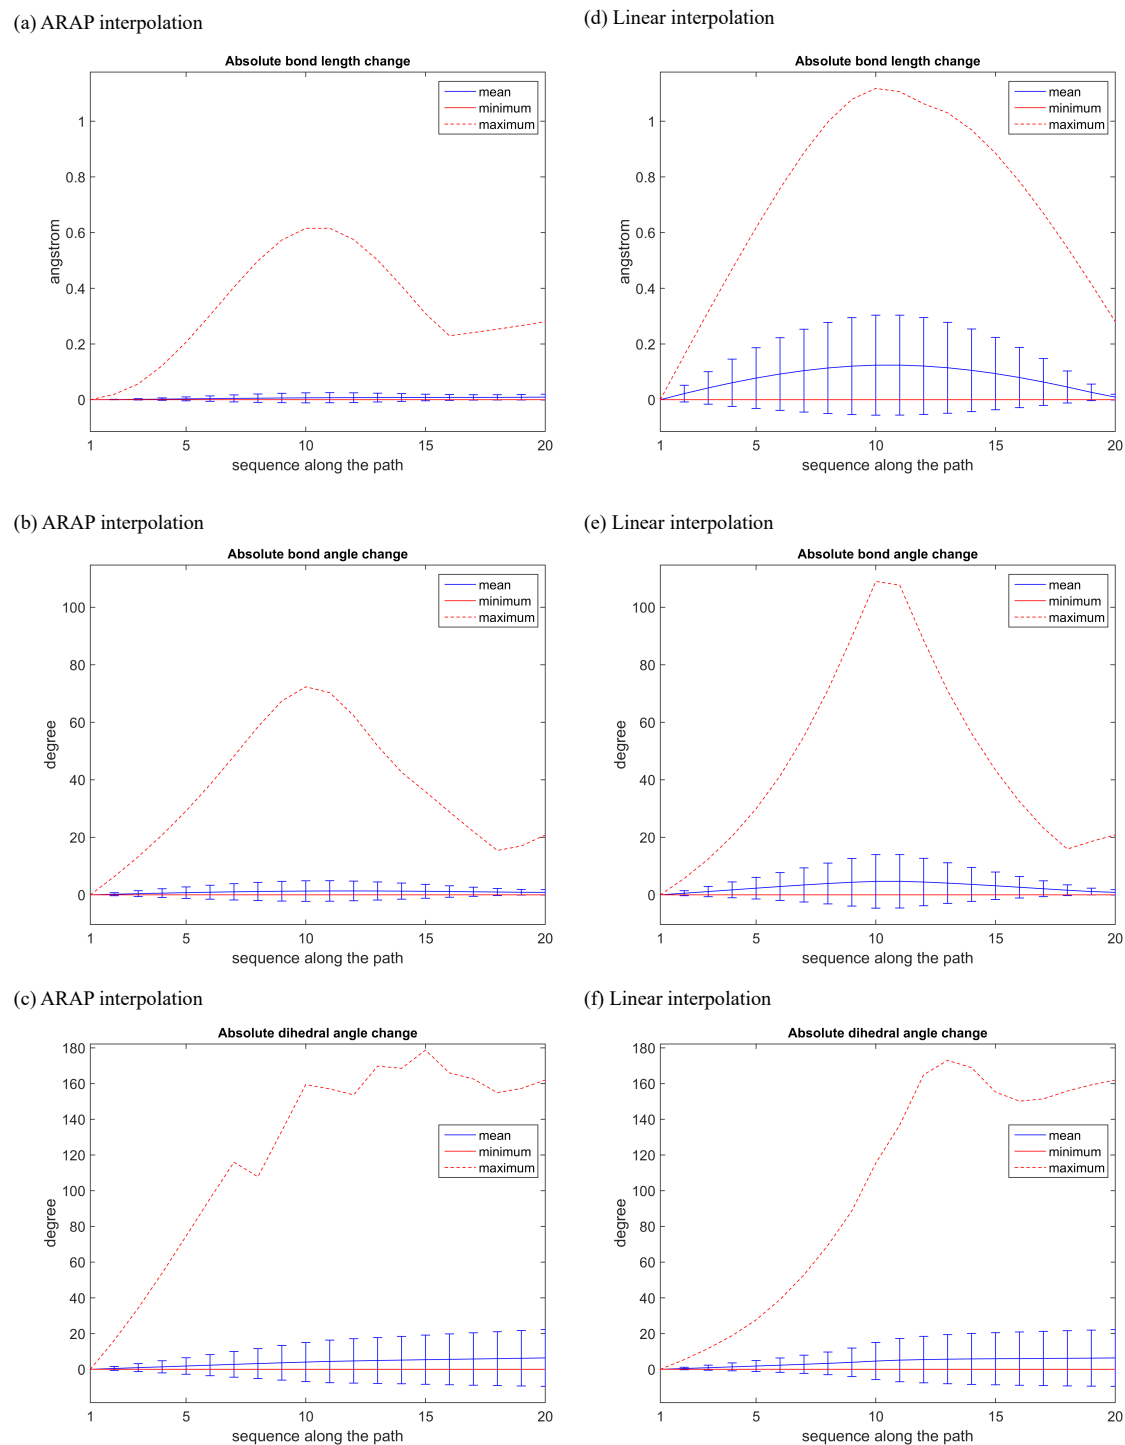 (a) ARAP interpolation
Absolute bond length change
mean
minimum
maximum
1
0.8
0.6
0.4
0.2
0
angstrom
1 5 10 15 20
sequence along the path
(d) Linear interpolation
Absolute bond length change
mean
minimum
maximum
1
0.8
0.6
0.4
0.2
0
angstrom
1 5 10 15 20
sequence along the path
(b) ARAP interpolation
Absolute bond angle change
mean
minimum
maximum
100
80
60
40
20
0
degree
1 5 10 15 20
sequence along the path
(e) Linear interpolation
Absolute bond angle change
mean
minimum
maximum
100
80
60
40
20
0
degree
1 5 10 15 20
sequence along the path
(c) ARAP interpolation
Absolute dihedral angle change
180
160
140
mean
minimum
maximum
120
100
80
60
40
20
0
degree
1 5 10 15 20
sequence along the path
(f) Linear interpolation
Absolute dihedral angle change
180
160
140
mean
minimum
maximum
120
100
80
60
40
20
0
degree
1 5 10 15 20
sequence along the path